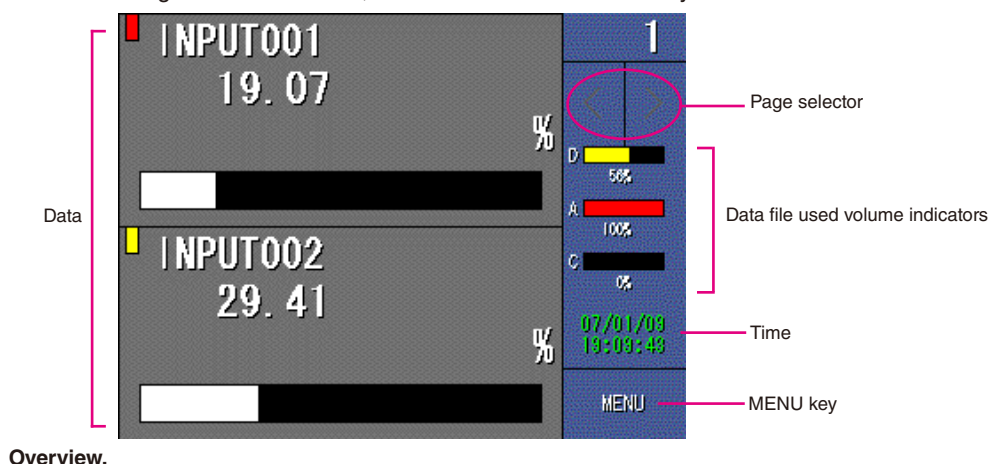 INPUT001
19.07
%
INPUT002
29.41
%
1
< >
D
56%
A
100%
C
0%
07/01/09
19:09:49
MENU
Data
Page selector
Data file used volume indicators
Time
MENU key
Overview.